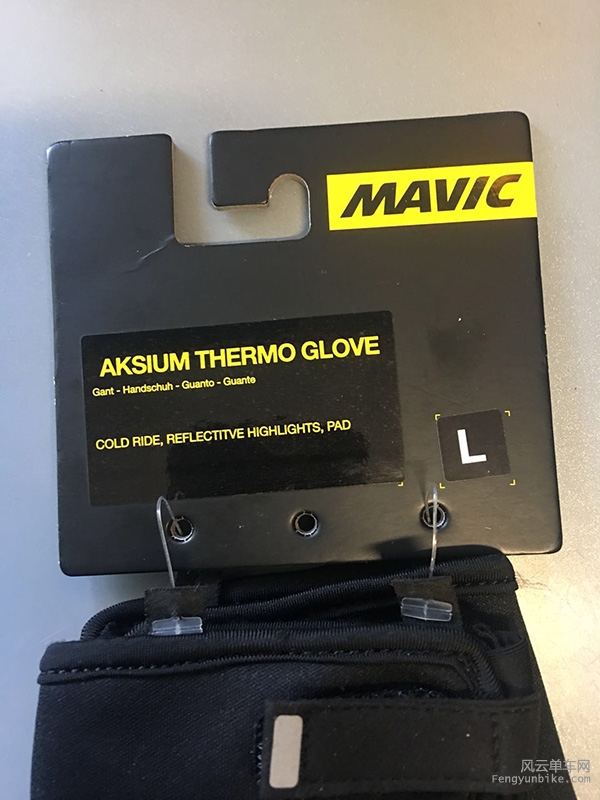 MAVIC
AKSIUM THERMO GLOVE
Gant - Handschuh - Guanto - Guante
COLD RIDE, REFLECTITVE HIGHLIGHTS, PAD
L
风云单车网
Fengyunbike.com